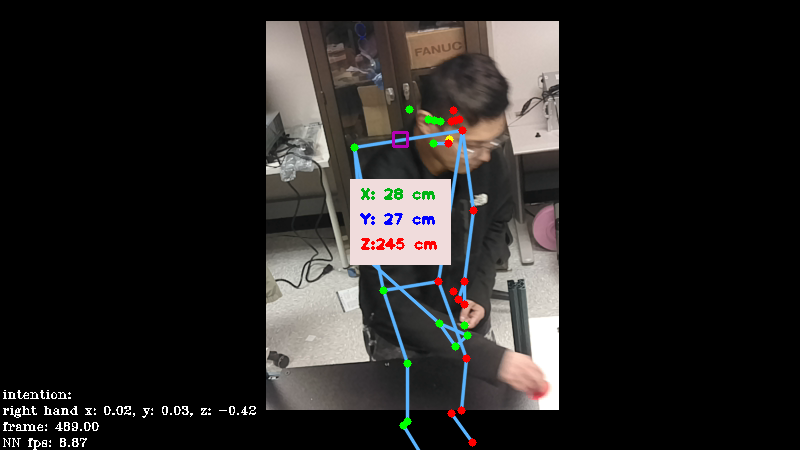 FANUC
X: 28 cm
Y: 27 cm
Z:245 cm
intention:
right hand x: 0.02, y: 0.03, z: -0.42
frame: 489.00
NN fps: 8.87